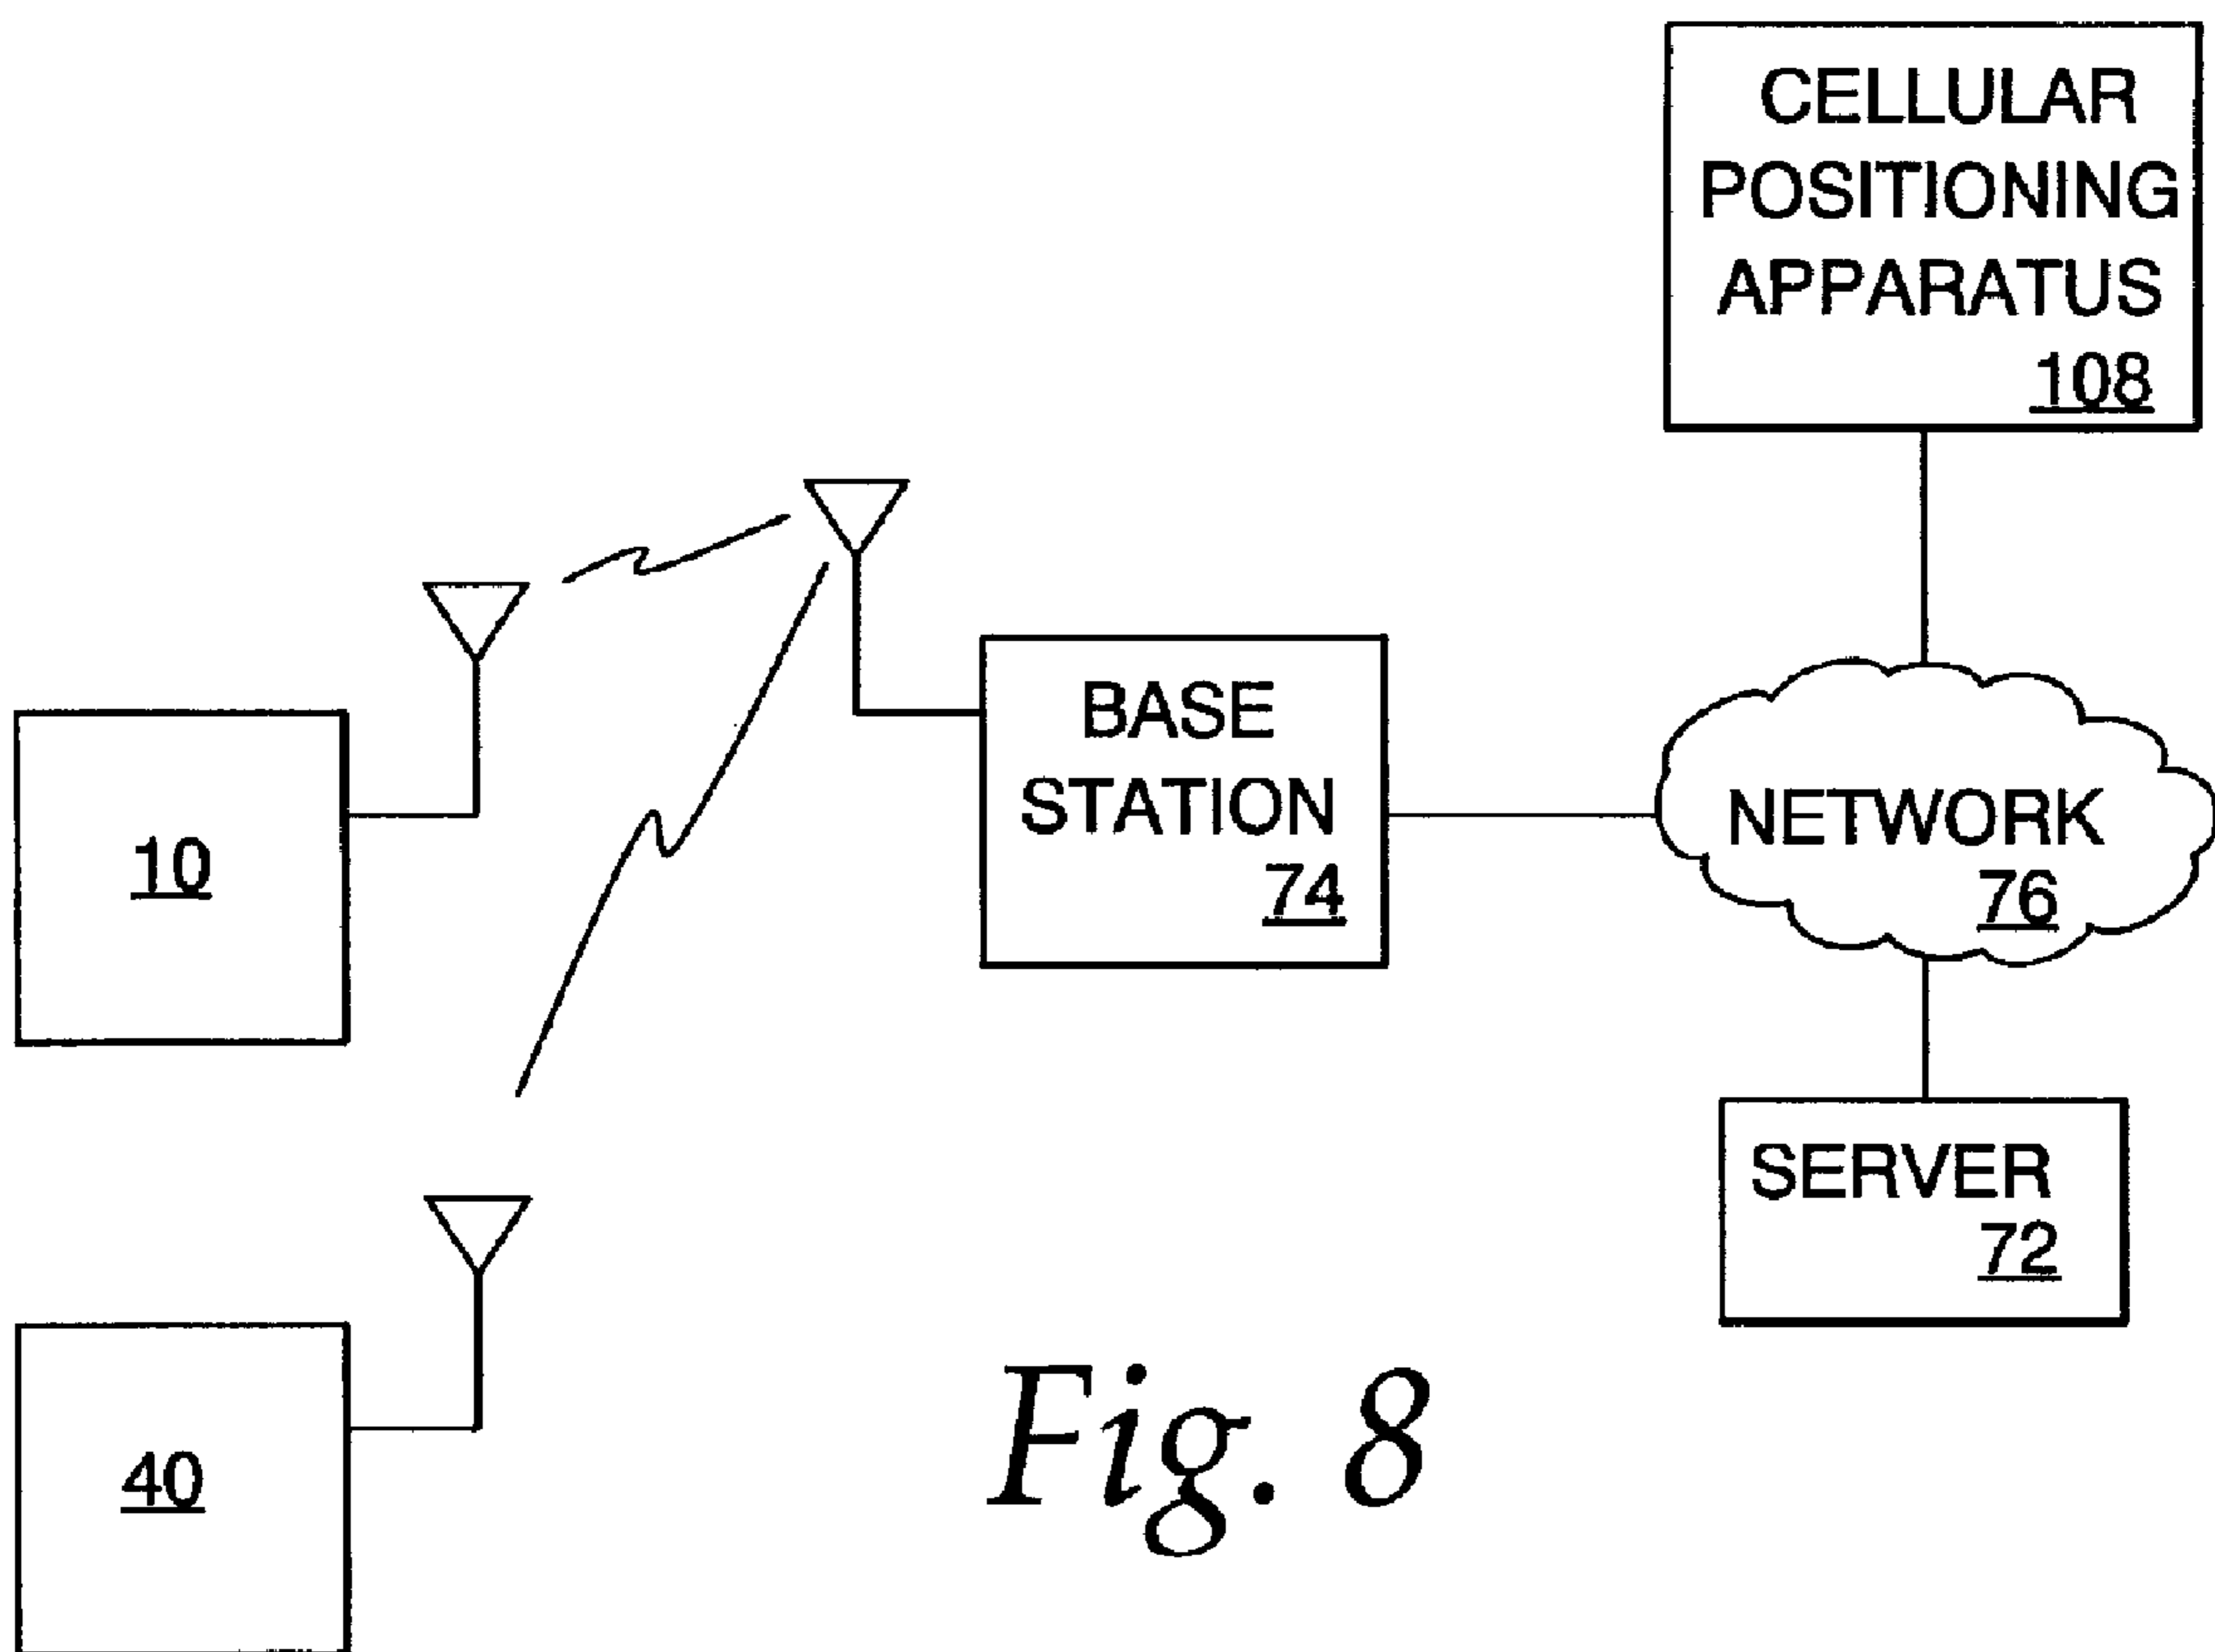 CELLULAR
POSITIONING
APPARATUS
108
BASE
STATION
74
NETWORK
76
10
SERVER
72
40
Fig. 8